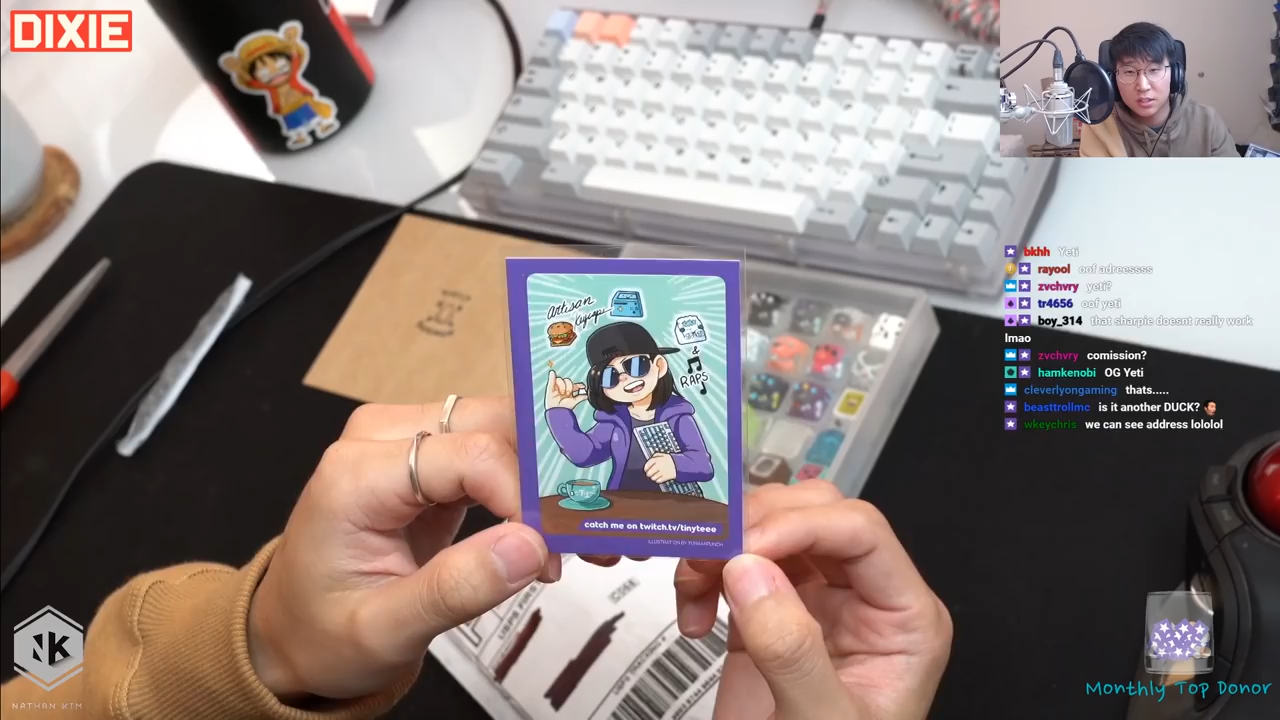 DIXIE
Artisan
&
RAPS
catch me on twitch.tv/tinyteee
bkhh Yeti
rayool oof adreessss
zvchvry yeti?
tr4656 oof yeti
boy_314 that sharpie doesnt really work
lmao
zvchvry comission?
hamkenobi OG Yeti
cleverlyongaming thats.....
beasttrollmc is it another DUCK?
wkeychris we can see address lololol
NK
NATHAN KIM
Monthly Top Donor